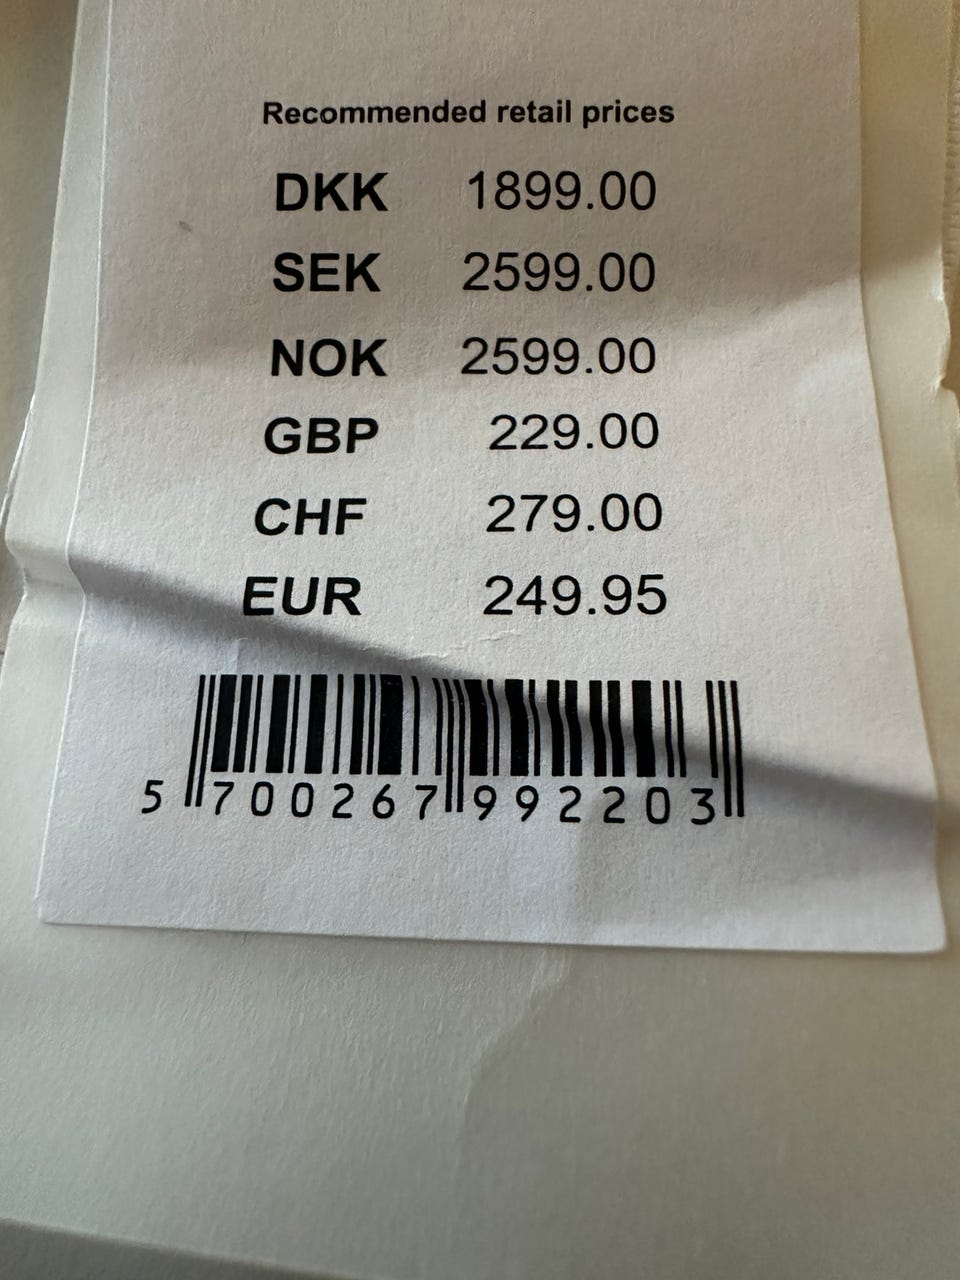 Recommended retail prices
DKK 1899.00
SEK 2599.00
NOK 2599.00
GBP 229.00
CHF 279.00
EUR 249.95
5 700267 992203